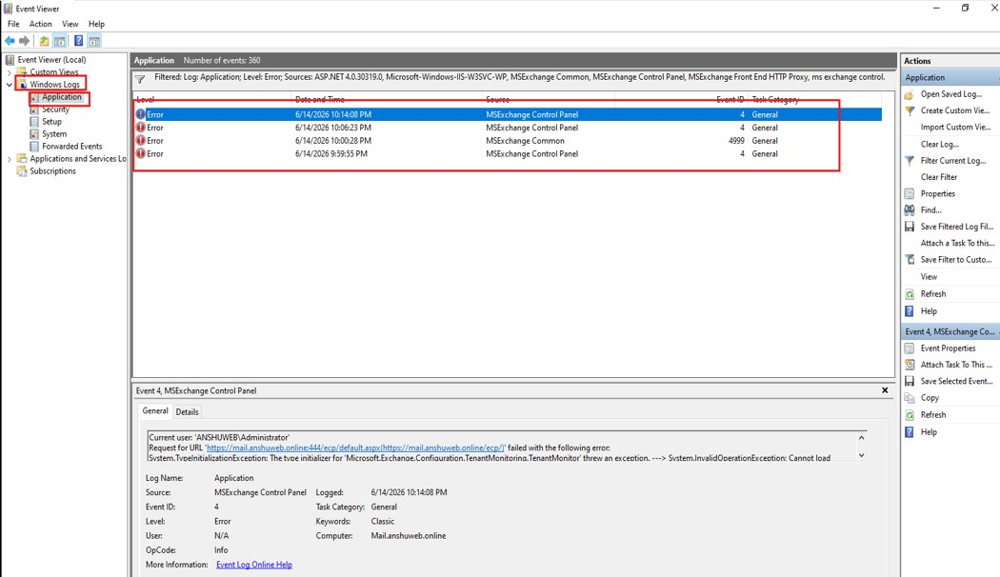 Event Viewer
File Action View Help
Event Viewer (Local)
Custom Views
Windows Logs
Application
Security
Setup
System
Forwarded Events
Applications and Services Lo
Subscriptions
Application Number of events: 360
Filtered: Log: Application; Level: Error; Sources: ASP.NET 4.0.30319.0, Microsoft-Windows-IIS-W3SVC-WP, MSExchange Common, MSExchange Control Panel, MSExchange Front End HTTP Proxy, ms exchange control.
Level Date and Time Source Event ID Task Category
Error 6/14/2026 10:14:08 PM MSExchange Control Panel 4 General
Error 6/14/2026 10:06:23 PM MSExchange Control Panel 4 General
Error 6/14/2026 10:00:28 PM MSExchange Common 4999 General
Error 6/14/2026 9:59:55 PM MSExchange Control Panel 4 General
Event 4, MSExchange Control Panel
General Details
Current user: 'ANSHUWEB\Administrator'
Request for URL 'https://mail.anshuweb.online:444/ecp/default.aspx(https://mail.anshuweb.online/ecp/)' failed with the following error:
System.TypeInitializationException: The type initializer for 'Microsoft.Exchange.Configuration.TenantMonitoring.TenantMonitor' threw an exception. ---> System.InvalidOperationException: Cannot load
Log Name: Application
Source: MSExchange Control Panel Logged: 6/14/2026 10:14:08 PM
Event ID: 4 Task Category: General
Level: Error Keywords: Classic
User: N/A Computer: Mail.anshuweb.online
OpCode: Info
More Information: Event Log Online Help
Actions
Application
Open Saved Log...
Create Custom Vie...
Import Custom Vie...
Clear Log...
Filter Current Log...
Clear Filter
Properties
Find...
Save Filtered Log Fil...
Attach a Task To this...
Save Filter to Custo...
View
Refresh
Help
Event 4, MSExchange Co...
Event Properties
Attach Task To This ...
Save Selected Event...
Copy
Refresh
Help